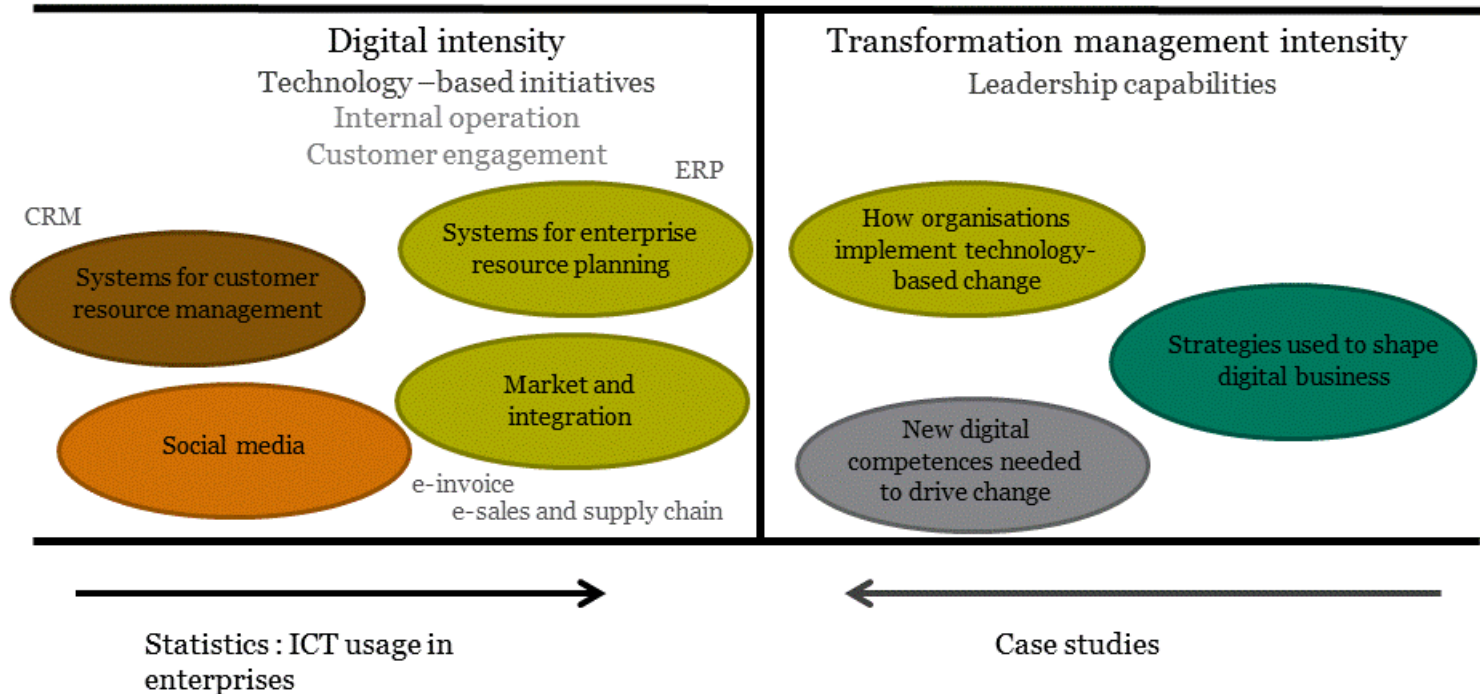 Digital intensity
Technology –based initiatives
Internal operation
Customer engagement
ERP
CRM
Systems for enterprise
resource planning
Systems for customer
resource management
Market and
integration
Social media
e-invoice
e-sales and supply chain
Transformation management intensity
Leadership capabilities
How organisations
implement technology-
based change
Strategies used to shape
digital business
New digital
competences needed
to drive change
Statistics : ICT usage in
enterprises
Case studies